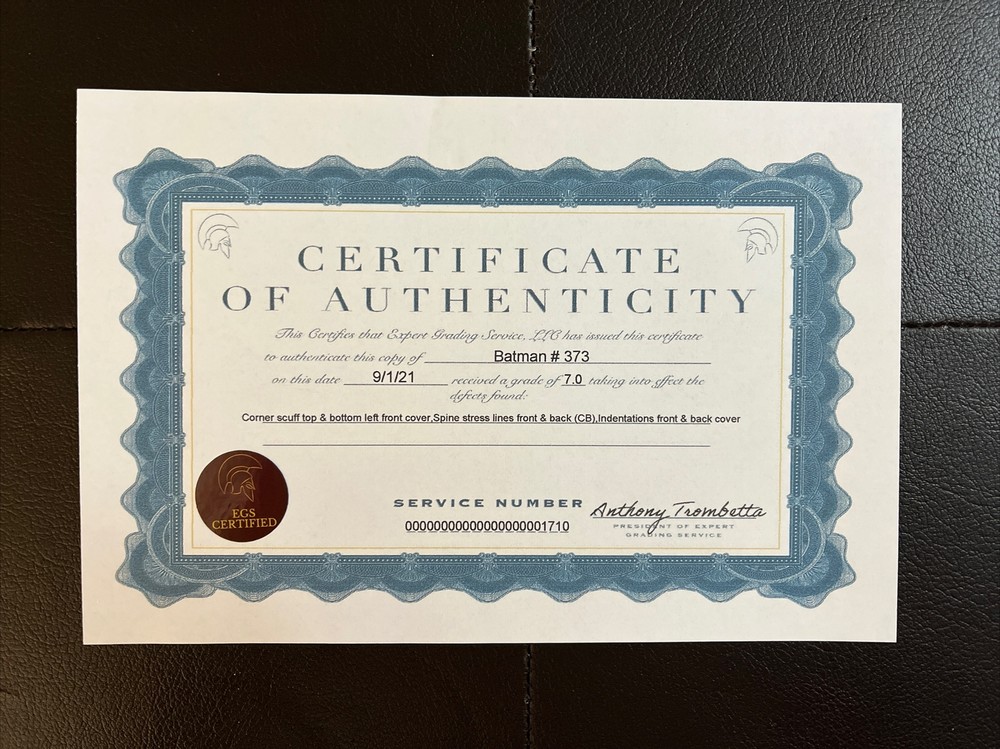 CERTIFICATE
OF AUTHENTICITY
This Certifies that Expert Grading Service, LLC has issued this certificate
to authenticate this copy of Batman # 373
on this date 9/1/21 received a grade of 7.0 taking into effect the
defects found:
Corner scuff top & bottom left front cover,Spine stress lines front & back (CB),Indentations front & back cover
EGS
CERTIFIED
SERVICE NUMBER
00000000000000000001710
Anthony Trombetta
PRESIDENT OF EXPERT
GRADING SERVICE